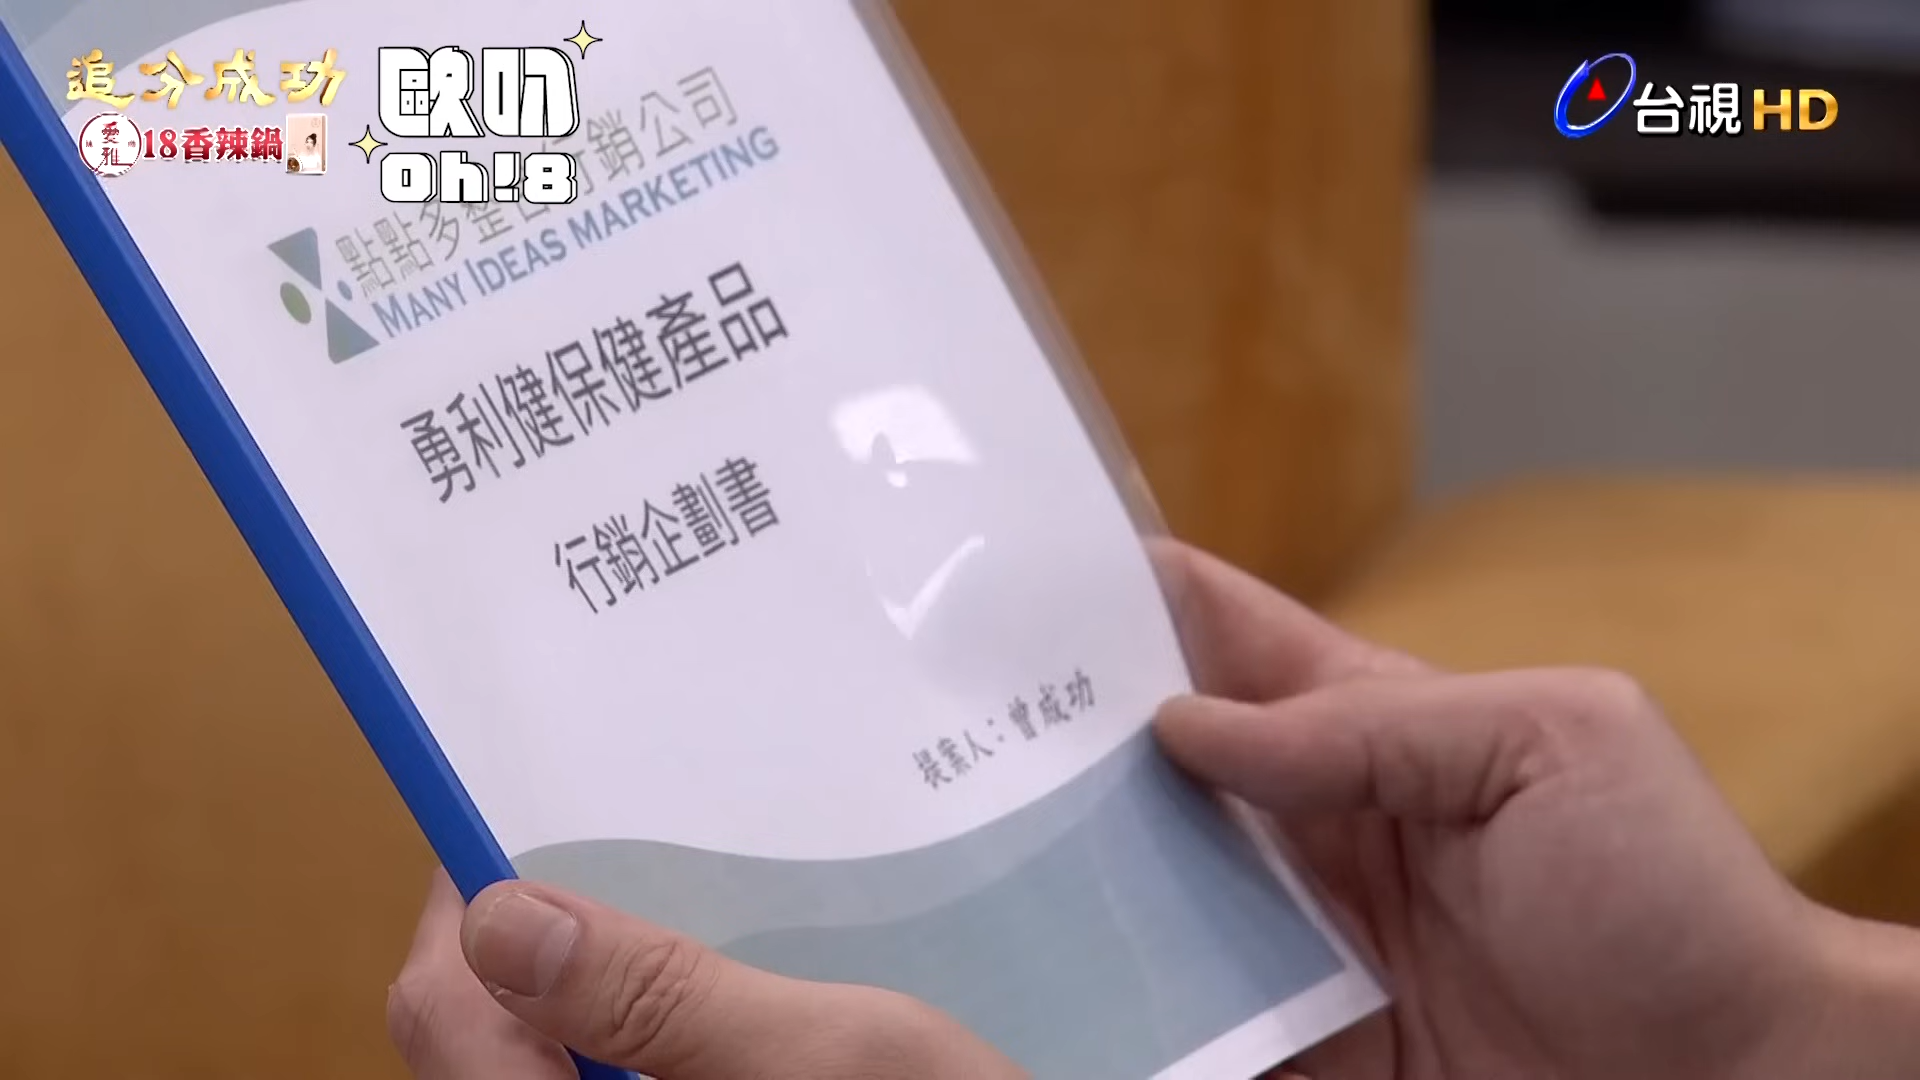 追分成功
愛雅
18香辣鍋
歐叭
Oh!8
台視HD
點點多整合行銷公司
MANY IDEAS MARKETING
勇利健保健產品
行銷企劃書
提案人：曾成功